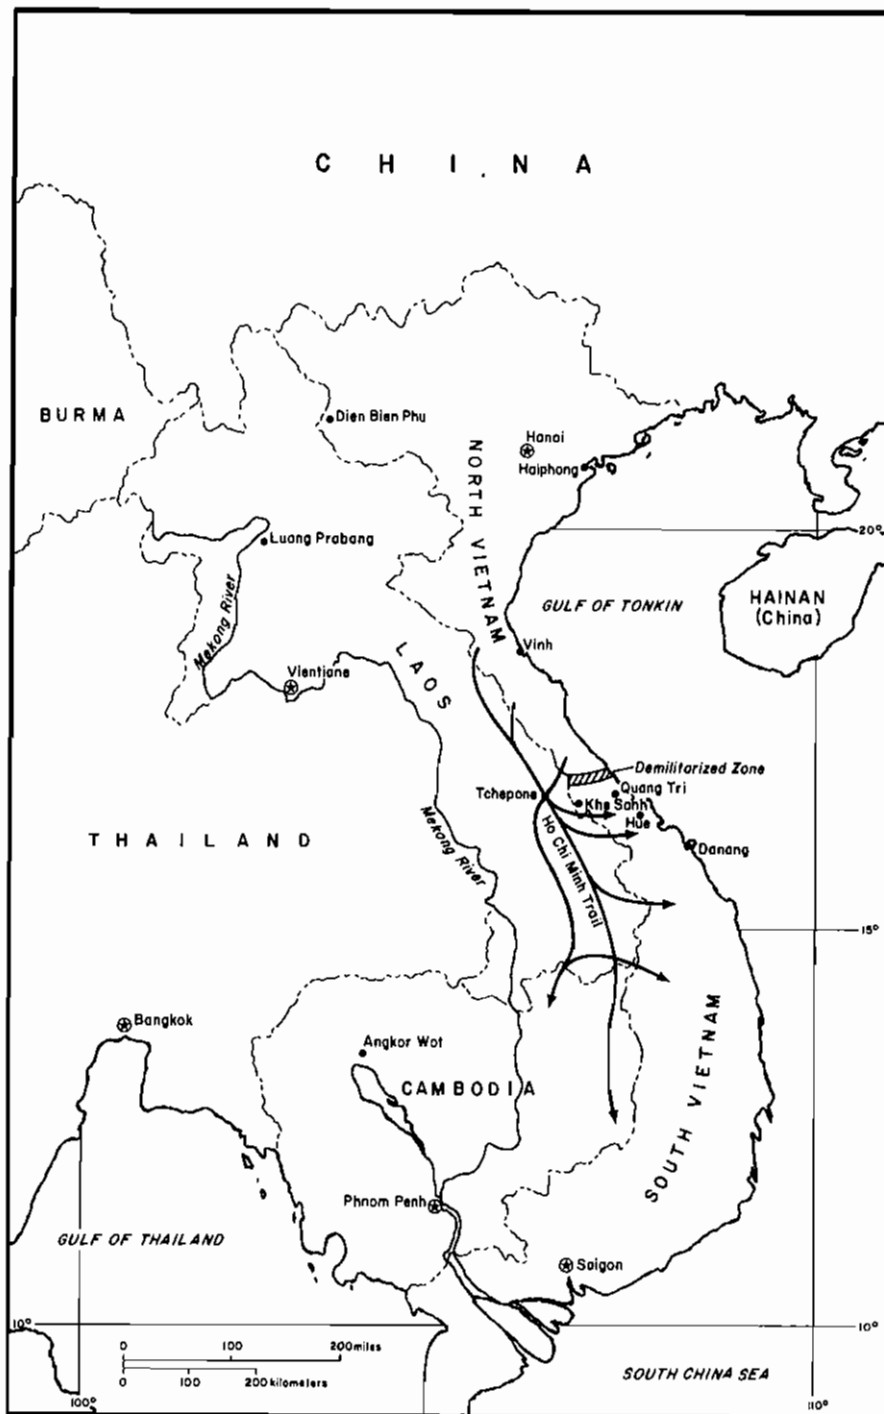 CHINA
BURMA
Dien Bien Phu
Hanoi
Haiphong
NORTH VIETNAM
20°
Luang Prabang
Mekong River
GULF OF TONKIN
HAINAN
(China)
Vinh
LAOS
Vientiane
Demilitarized Zone
Tchepone
Quang Tri
Khe Sahh
Hue
THAILAND
Mekong River
Ho Chi Minh Trail
Danang
15°
Bangkok
Angkor Wot
CAMBODIA
SOUTH VIETNAM
Phnom Penh
GULF OF THAILAND
Saigon
10°
10°
0 100 200 miles
0 100 200 kilometers
SOUTH CHINA SEA
100°
110°